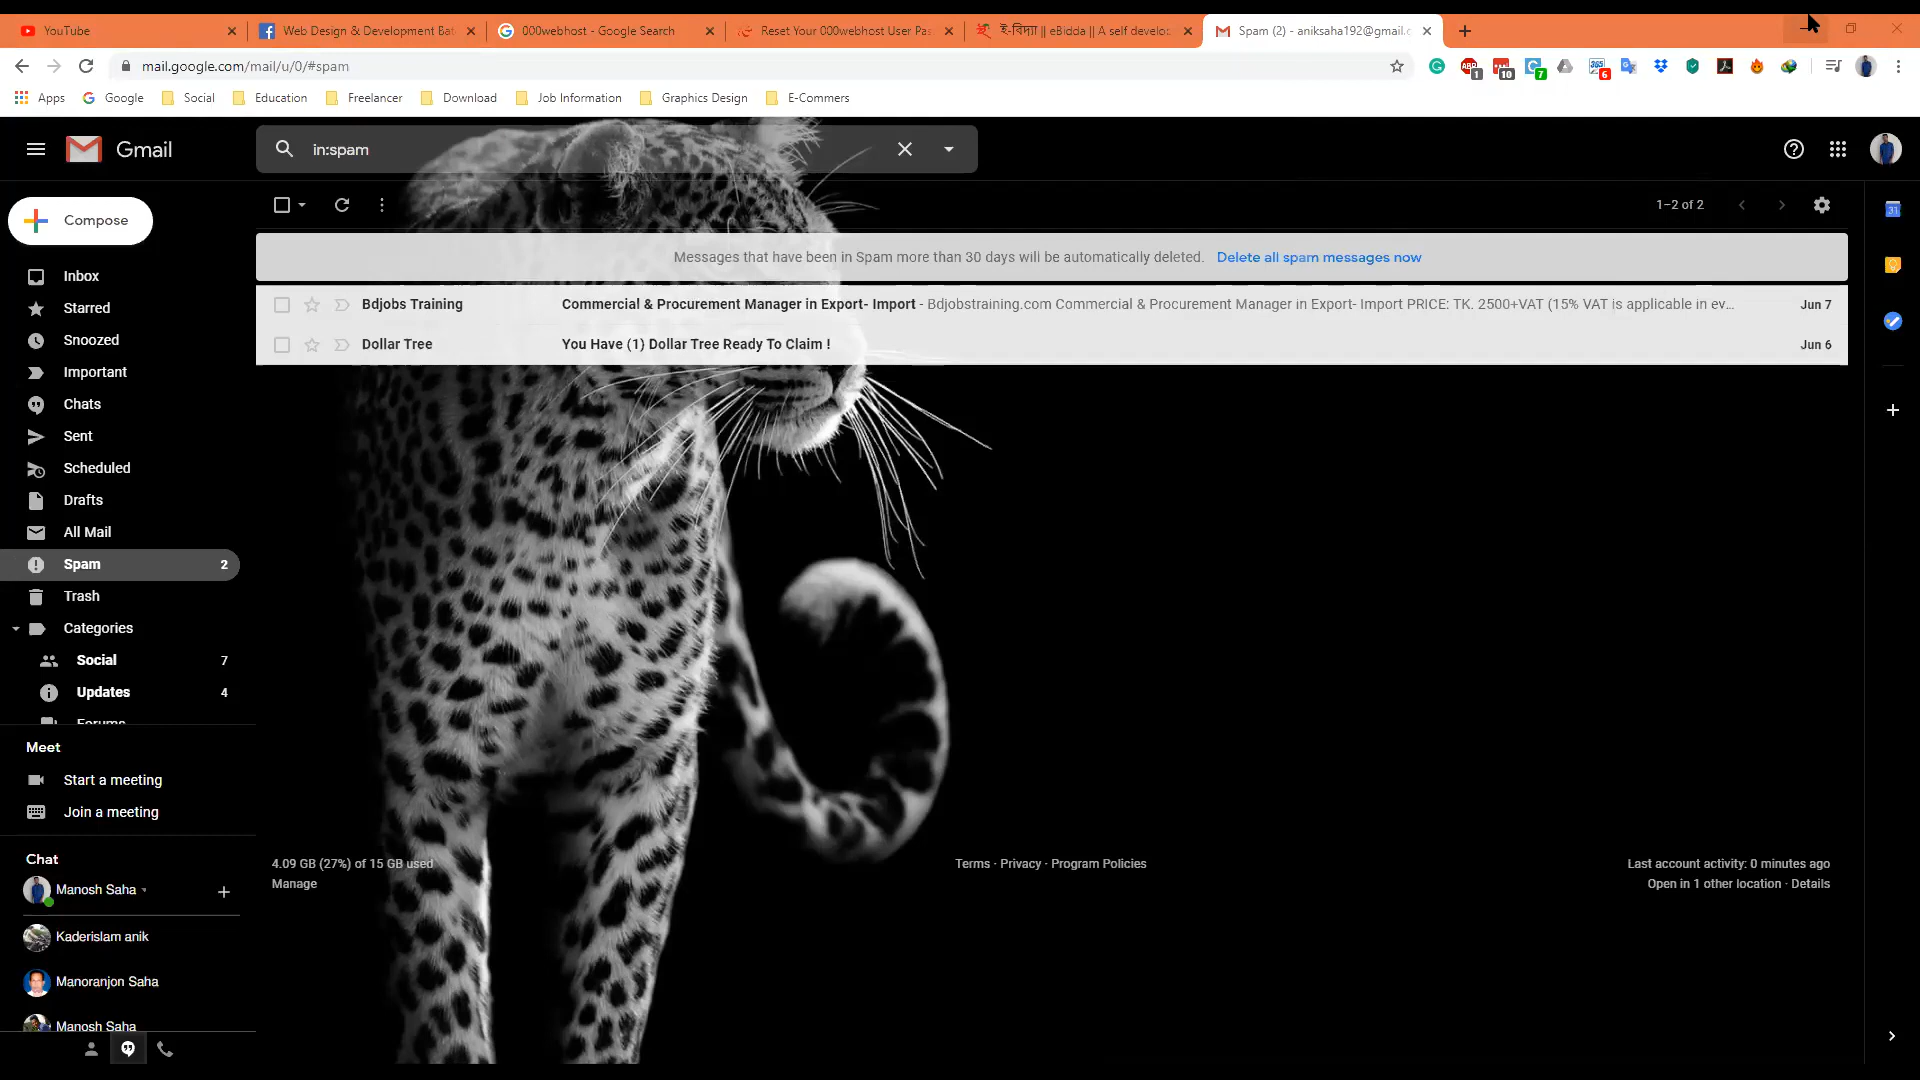 YouTube
Web Design & Development Bat
000webhost - Google Search
Reset Your 000webhost User Pas
ই-বিদ্যা || eBidda || A self develo
Spam (2) - aniksaha192@gmail.c
mail.google.com/mail/u/0/#spam
1
10
7
365
6
Apps
Google
Social
Education
Freelancer
Download
Job Information
Graphics Design
E-Commers
Gmail
in:spam
Compose
1–2 of 2
31
Messages that have been in Spam more than 30 days will be automatically deleted. Delete all spam messages now
Bdjobs Training Commercial & Procurement Manager in Export- Import - Bdjobstraining.com Commercial & Procurement Manager in Export- Import PRICE: TK. 2500+VAT (15% VAT is applicable in ev... Jun 7
Dollar Tree You Have (1) Dollar Tree Ready To Claim ! Jun 6
Inbox
Starred
Snoozed
Important
Chats
Sent
Scheduled
Drafts
All Mail
Spam 2
Trash
Categories
Social 7
Updates 4
Forums
Meet
Start a meeting
Join a meeting
Chat
Manosh Saha
Kaderislam anik
Manoranjon Saha
Manosh Saha
4.09 GB (27%) of 15 GB used
Manage
Terms · Privacy · Program Policies
Last account activity: 0 minutes ago
Open in 1 other location · Details